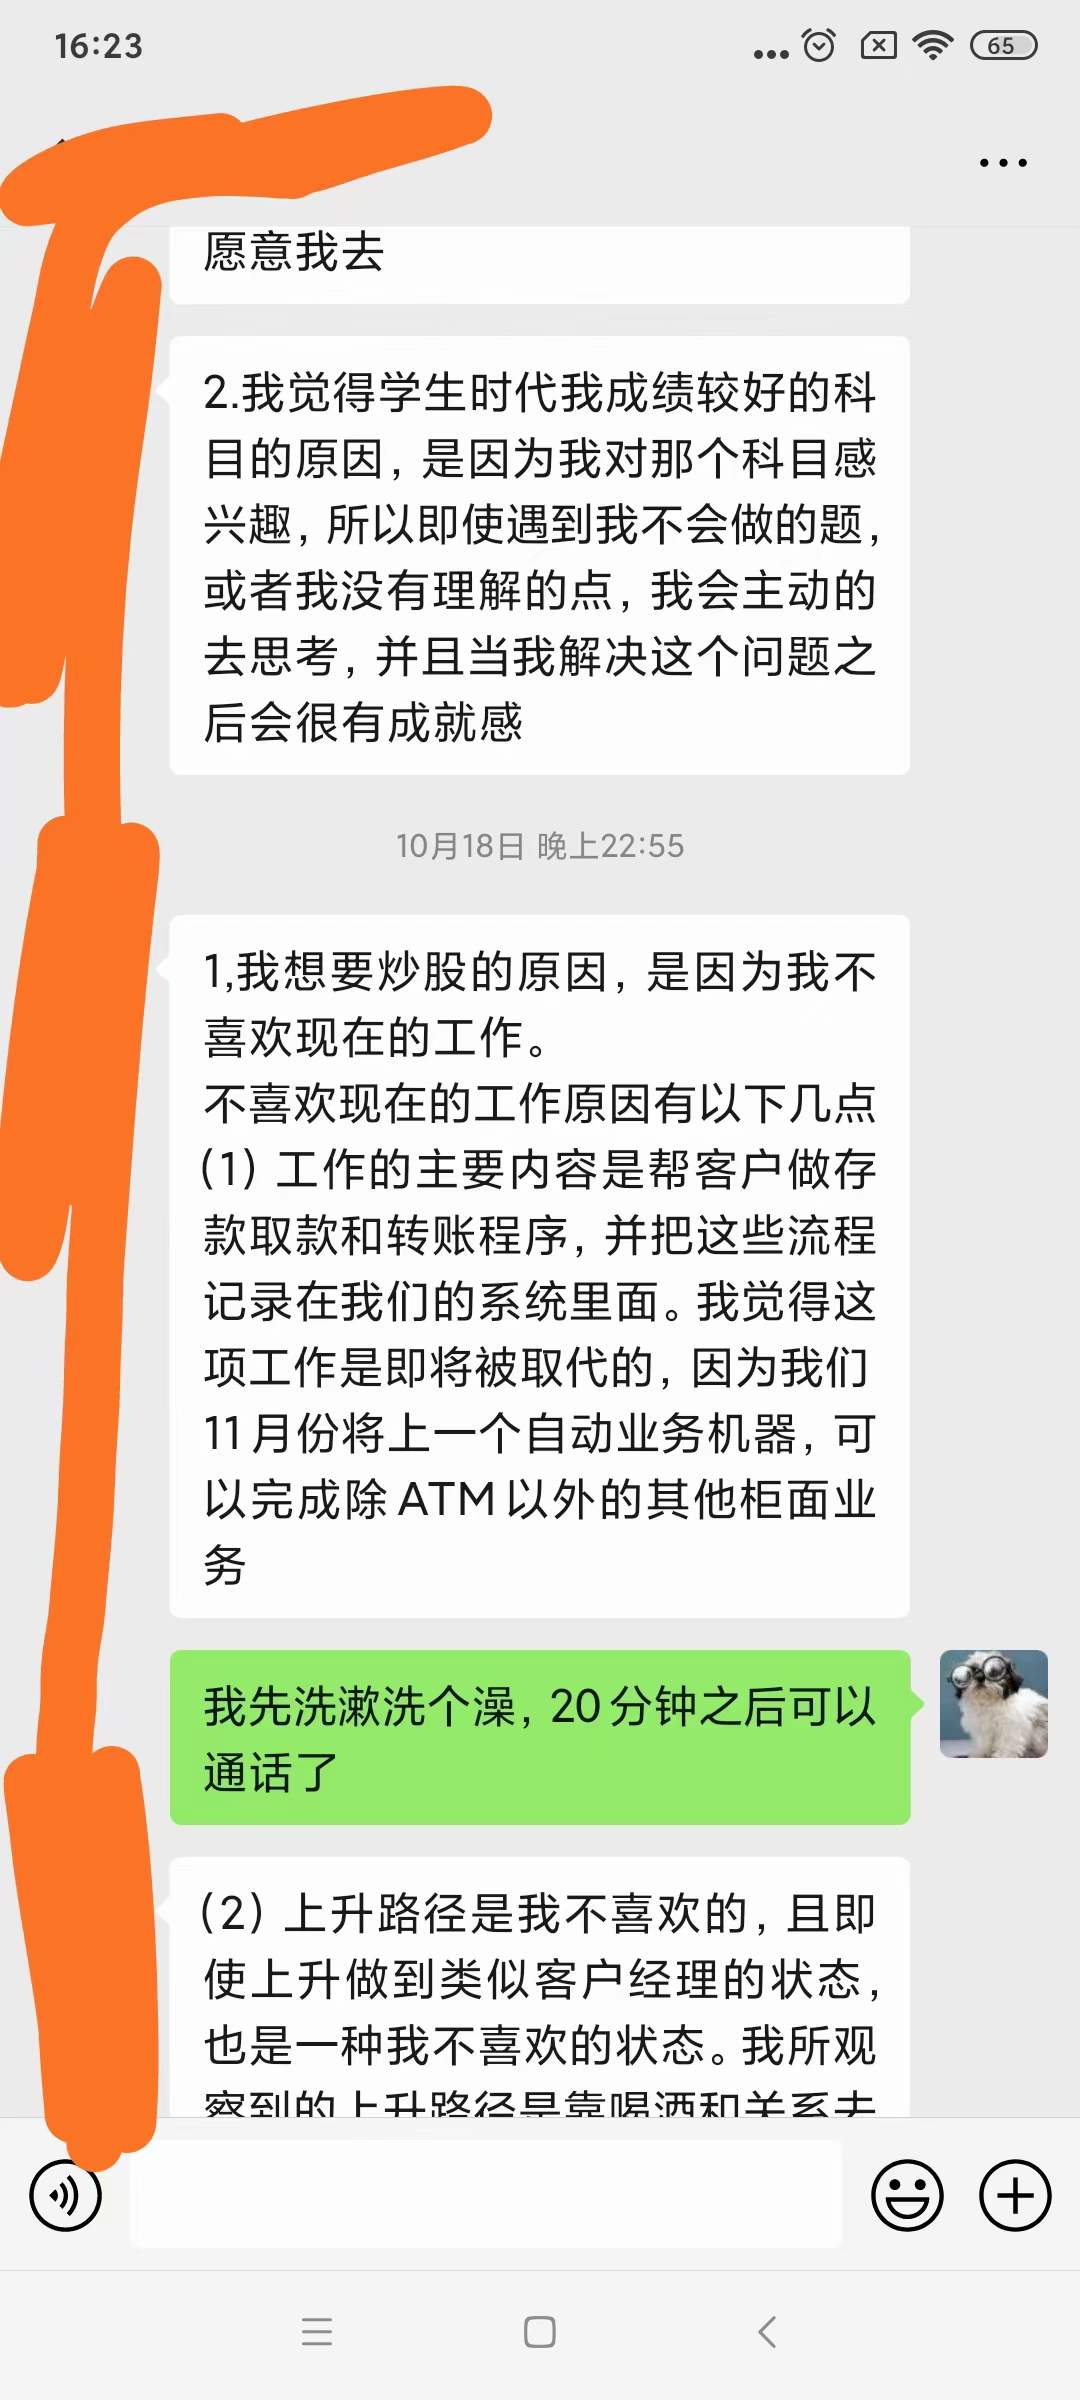 16:23
65
愿意我去
2.我觉得学生时代我成绩较好的科
目的原因，是因为我对那个科目感
兴趣，所以即使遇到我不会做的题，
或者我没有理解的点，我会主动的
去思考，并且当我解决这个问题之
后会很有成就感
10月18日 晚上22:55
1,我想要炒股的原因，是因为我不
喜欢现在的工作。
不喜欢现在的工作原因有以下几点
（1）工作的主要内容是帮客户做存
款取款和转账程序，并把这些流程
记录在我们的系统里面。我觉得这
项工作是即将被取代的，因为我们
11月份将上一个自动业务机器，可
以完成除ATM以外的其他柜面业
务
我先洗漱洗个澡，20分钟之后可以
通话了
（2）上升路径是我不喜欢的，且即
使上升做到类似客户经理的状态，
也是一种我不喜欢的状态。我所观
察到的上升路径是靠喝酒和关系去